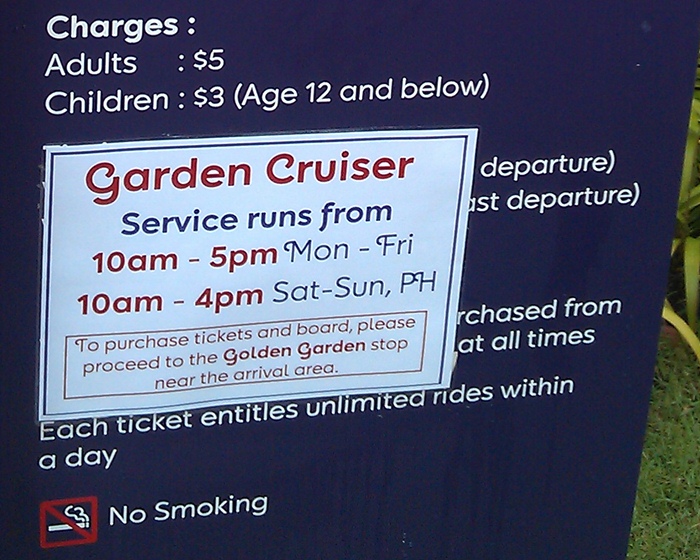 Charges :
Adults : $5
Children : $3 (Age 12 and below)
departure)
departure)
Garden Cruiser
Service runs from
10am - 5pm Mon - Fri
10am - 4pm Sat-Sun, PH
To purchase tickets and board, please
proceed to the Golden Garden stop
near the arrival area.
from
at all times
Each ticket entitles unlimited rides within
a day
No Smoking